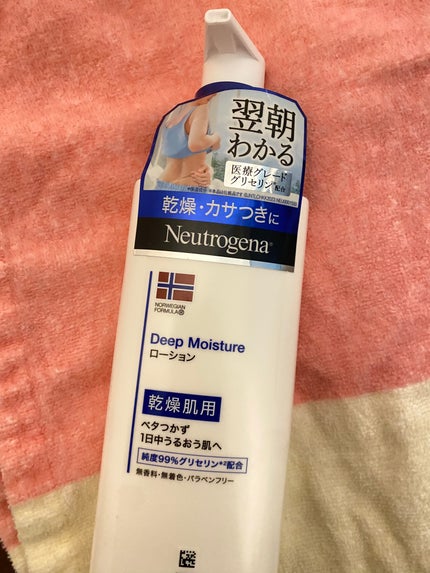 翌朝
わかる
医療グレード
グリセリン*配合
乾燥・カサつきに
Neutrogena®
NORWEGIAN
FORMULA®
Deep Moisture
ローション
乾燥肌用
ベタつかず
1日中うるおう肌へ
純度99%グリセリン*²配合
無香料・無着色・パラベンフリー